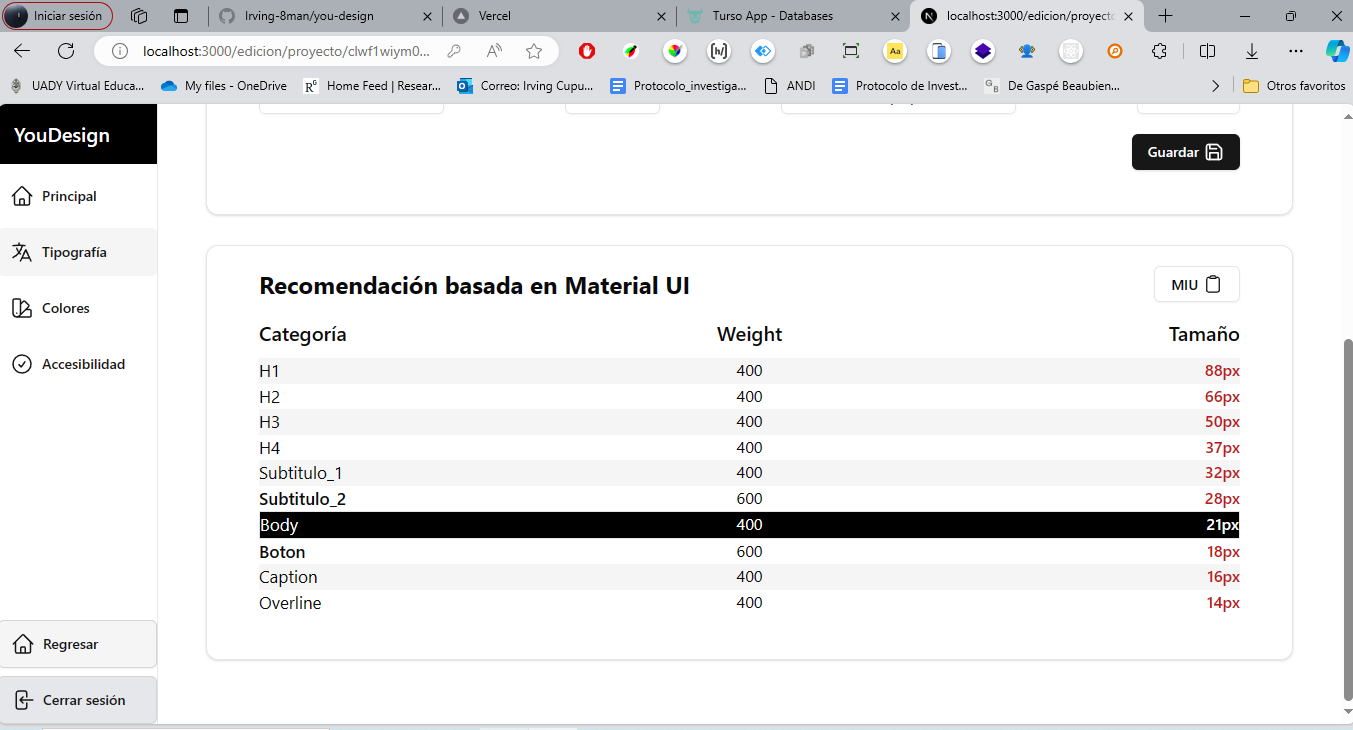 Iniciar sesión
Irving-8man/you-design
Vercel
Turso App - Databases
localhost:3000/edicion/proyecto
localhost:3000/edicion/proyecto/clwf1wiym0...
UADY Virtual Educa...
My files - OneDrive
Home Feed | Resear...
Correo: Irving Cupu...
Protocolo_investiga...
ANDI
Protocolo de Invest...
De Gaspé Beaubien...
Otros favoritos
YouDesign
Guardar
Principal
Tipografía
Colores
Accesibilidad
Recomendación basada en Material UI
MIU
Categoría Weight Tamaño
H1 400 88px
H2 400 66px
H3 400 50px
H4 400 37px
Subtitulo_1 400 32px
Subtitulo_2 600 28px
Body 400 21px
Boton 600 18px
Caption 400 16px
Overline 400 14px
Regresar
Cerrar sesión